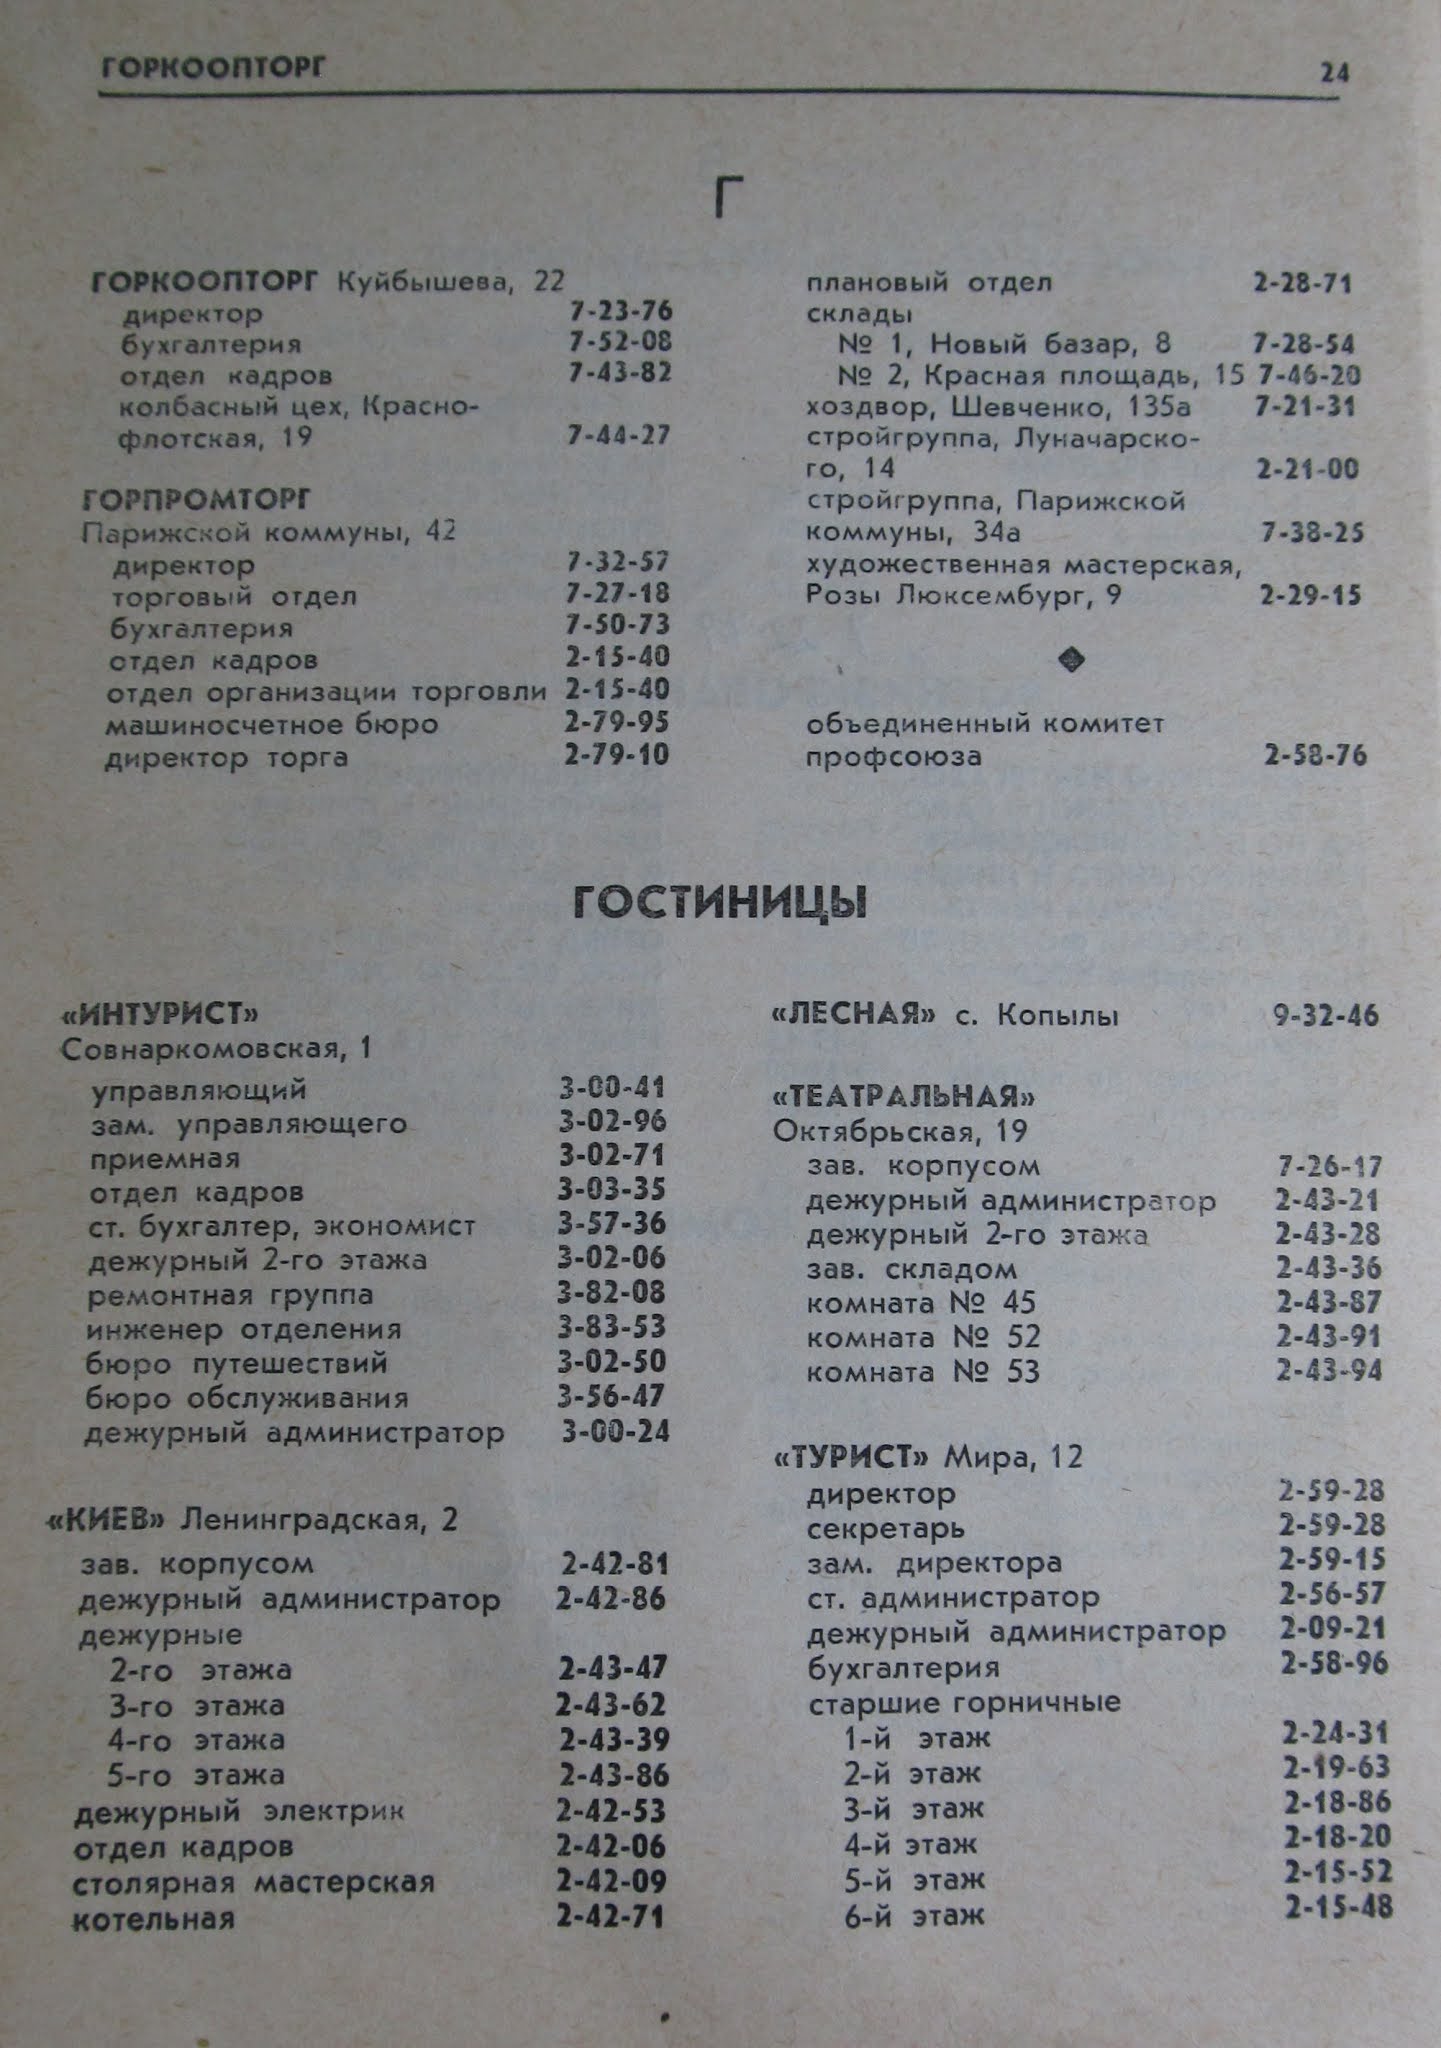 ГОРКООПТОРГ 24
Г
ГОРКООПТОРГ Куйбышева, 22
директор 7-23-76
бухгалтерия 7-52-08
отдел кадров 7-43-82
колбасный цех, Красно-
флотская, 19 7-44-27
ГОРПРОМТОРГ
Парижской коммуны, 42
директор 7-32-57
торговый отдел 7-27-18
бухгалтерия 7-50-73
отдел кадров 2-15-40
отдел организации торговли 2-15-40
машиносчетное бюро 2-79-95
директор торга 2-79-10
плановый отдел 2-28-71
склады
№ 1, Новый базар, 8 7-28-54
№ 2, Красная площадь, 15 7-46-20
хоздвор, Шевченко, 135а 7-21-31
стройгруппа, Луначарско-
го, 14 2-21-00
стройгруппа, Парижской
коммуны, 34а 7-38-25
художественная мастерская,
Розы Люксембург, 9 2-29-15
объединенный комитет
профсоюза 2-58-76
ГОСТИНИЦЫ
«ИНТУРИСТ»
Совнаркомовская, 1
управляющий 3-00-41
зам. управляющего 3-02-96
приемная 3-02-71
отдел кадров 3-03-35
ст. бухгалтер, экономист 3-57-36
дежурный 2-го этажа 3-02-06
ремонтная группа 3-82-08
инженер отделения 3-83-53
бюро путешествий 3-02-50
бюро обслуживания 3-56-47
дежурный администратор 3-00-24
«КИЕВ» Ленинградская, 2
зав. корпусом 2-42-81
дежурный администратор 2-42-86
дежурные
2-го этажа 2-43-47
3-го этажа 2-43-62
4-го этажа 2-43-39
5-го этажа 2-43-86
дежурный электрик 2-42-53
отдел кадров 2-42-06
столярная мастерская 2-42-09
котельная 2-42-71
«ЛЕСНАЯ» с. Копылы 9-32-46
«ТЕАТРАЛЬНАЯ»
Октябрьская, 19
зав. корпусом 7-26-17
дежурный администратор 2-43-21
дежурный 2-го этажа 2-43-28
зав. складом 2-43-36
комната № 45 2-43-87
комната № 52 2-43-91
комната № 53 2-43-94
«ТУРИСТ» Мира, 12
директор 2-59-28
секретарь 2-59-28
зам. директора 2-59-15
ст. администратор 2-56-57
дежурный администратор 2-09-21
бухгалтерия 2-58-96
старшие горничные
1-й этаж 2-24-31
2-й этаж 2-19-63
3-й этаж 2-18-86
4-й этаж 2-18-20
5-й этаж 2-15-52
6-й этаж 2-15-48